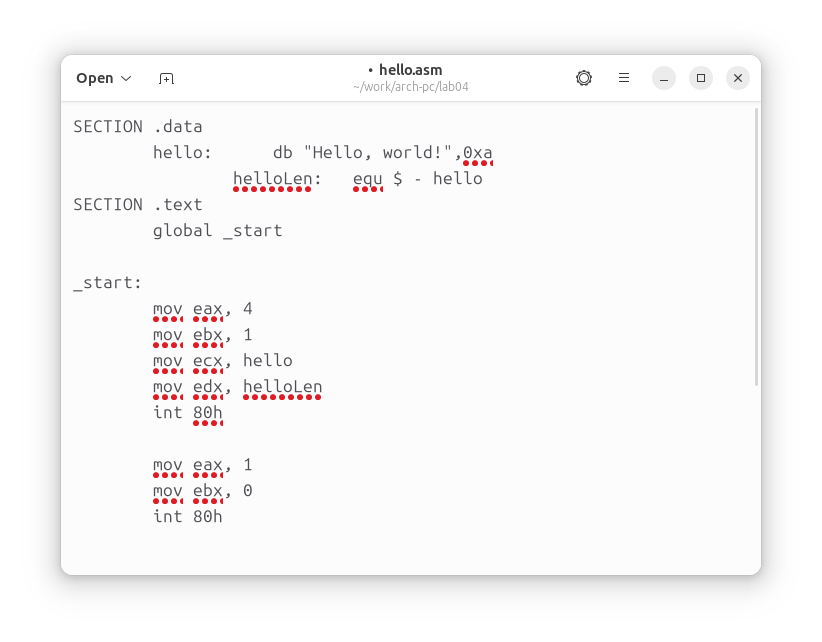 Open
• hello.asm
~/work/arch-pc/lab04
SECTION .data
hello: db "Hello, world!",0xa
helloLen: equ $ - hello
SECTION .text
global _start
_start:
mov eax, 4
mov ebx, 1
mov ecx, hello
mov edx, helloLen
int 80h
mov eax, 1
mov ebx, 0
int 80h